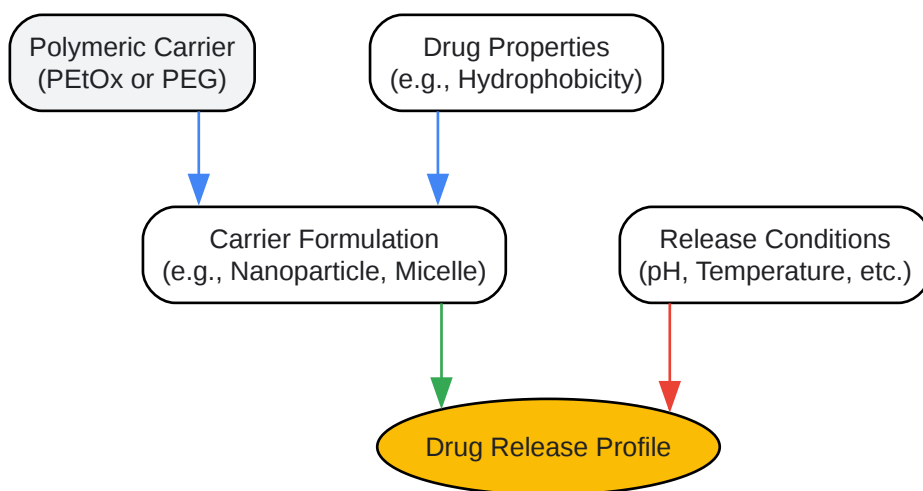 Polymeric Carrier
(PEtOx or PEG)
Drug Properties
(e.g., Hydrophobicity)
Carrier Formulation
(e.g., Nanoparticle, Micelle)
Release Conditions
(pH, Temperature, etc.)
Drug Release Profile